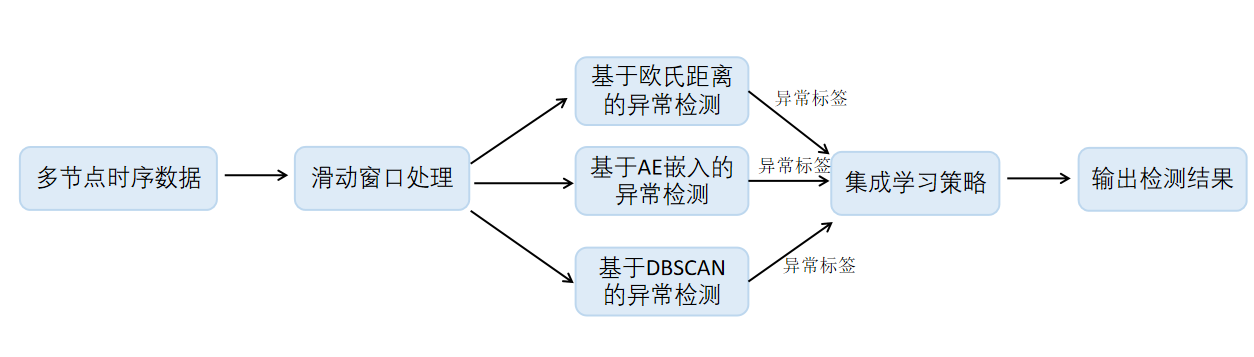 多节点时序数据
滑动窗口处理
基于欧氏距离
的异常检测
异常标签
基于AE嵌入的
异常检测
异常标签
基于DBSCAN
的异常检测
异常标签
集成学习策略
输出检测结果